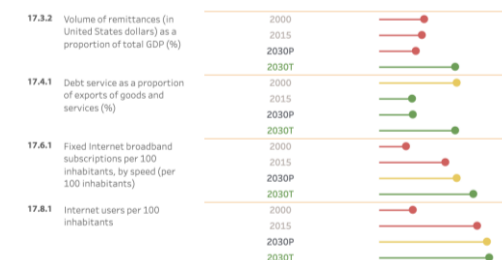 17.3.2 Volume of remittances (in
United States dollars) as a
proportion of total GDP (%)
2000
2015
2030P
2030T
17.4.1 Debt service as a proportion
of exports of goods and
services (%)
2000
2015
2030P
2030T
17.6.1 Fixed Internet broadband
subscriptions per 100
inhabitants, by speed (per
100 inhabitants)
2000
2015
2030P
2030T
17.8.1 Internet users per 100
inhabitants
2000
2015
2030P
2030T